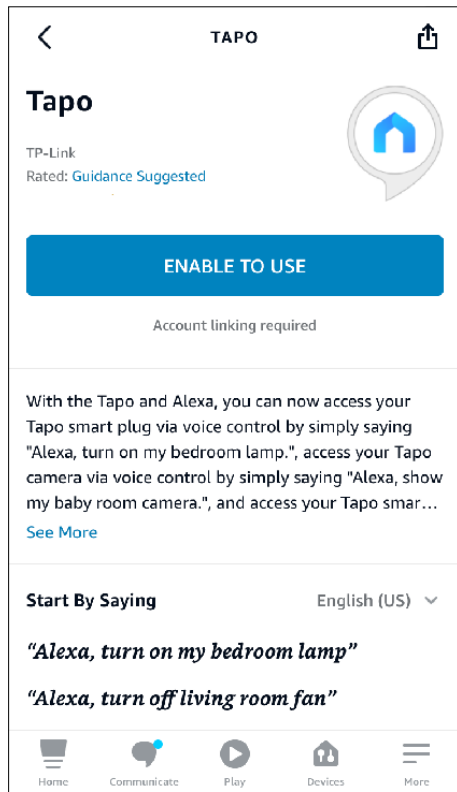 TAPO
Tapo
TP-Link
Rated: Guidance Suggested
ENABLE TO USE
Account linking required
With the Tapo and Alexa, you can now access your
Tapo smart plug via voice control by simply saying
"Alexa, turn on my bedroom lamp.", access your Tapo
camera via voice control by simply saying "Alexa, show
my baby room camera.", and access your Tapo smar...
See More
Start By Saying English (US)
“Alexa, turn on my bedroom lamp”
“Alexa, turn off living room fan”
Home Communicate Play Devices More